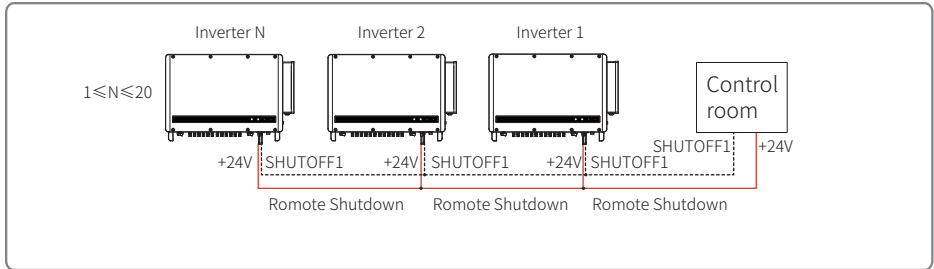 Inverter N
Inverter 2
Inverter 1
1≤N≤20
Control
room
SHUTOFF1
+24V
+24V
SHUTOFF1
+24V
SHUTOFF1
+24V
SHUTOFF1
Romote Shutdown
Romote Shutdown
Romote Shutdown